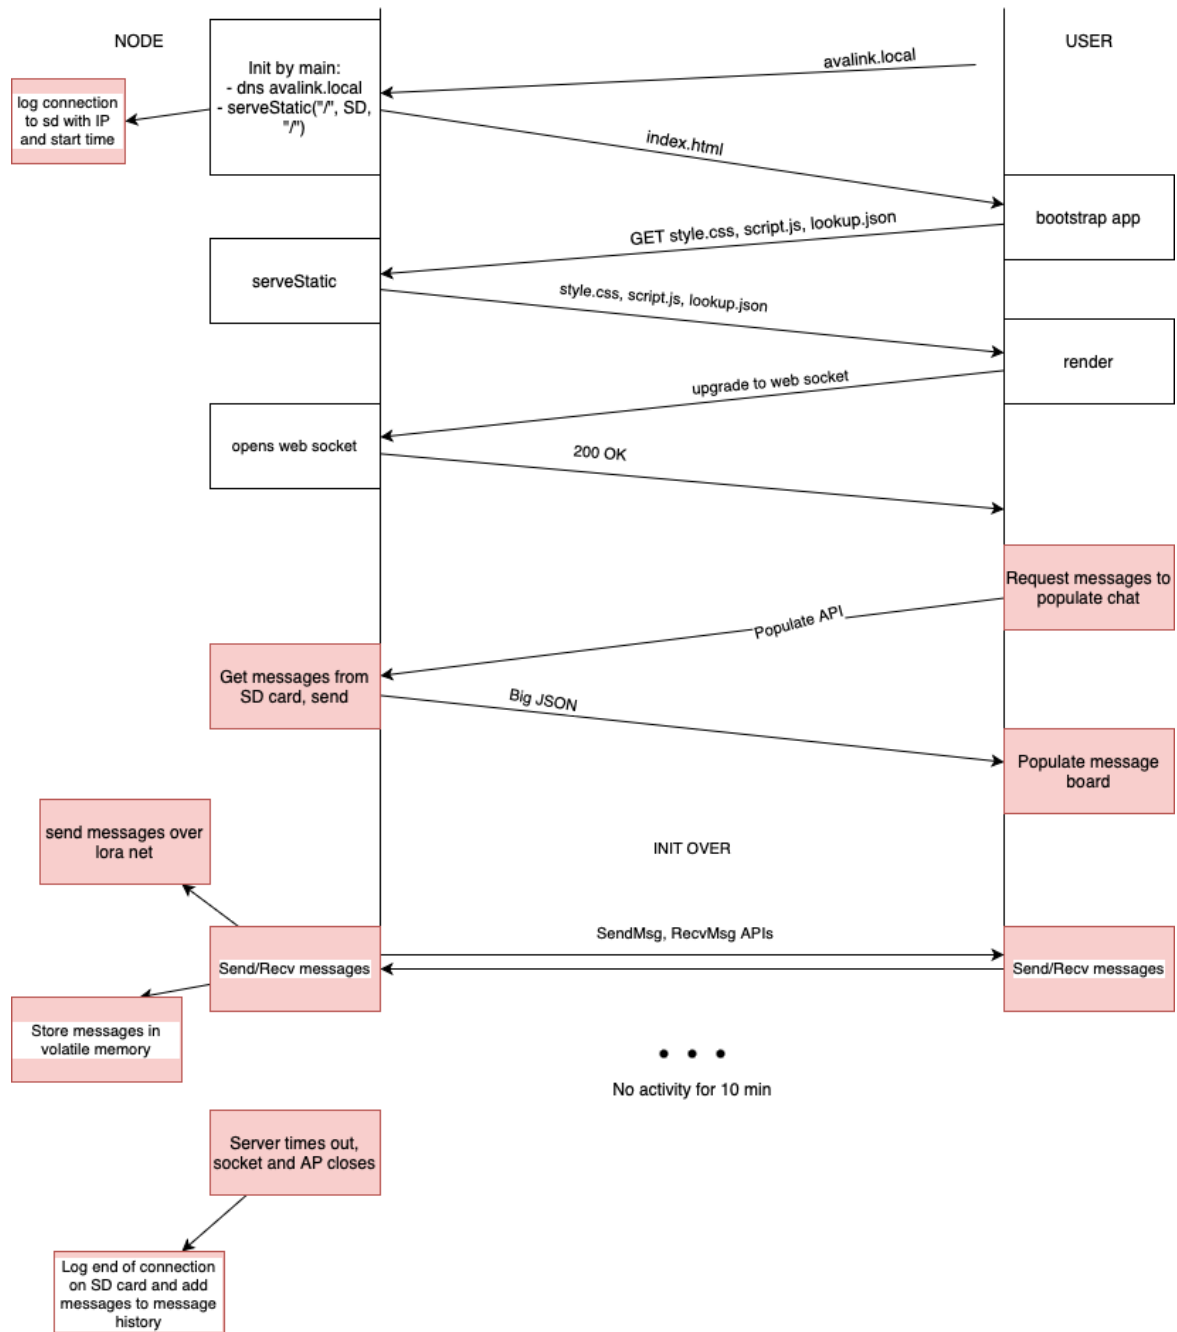 NODE
USER
Init by main:
- dns avalink.local
- serveStatic("/", SD,
"/")
avalink.local
log connection
to sd with IP
and start time
index.html
bootstrap app
GET style.css, script.js, lookup.json
serveStatic
style.css, script.js, lookup.json
render
upgrade to web socket
opens web socket
200 OK
Request messages to
populate chat
Populate API
Get messages from
SD card, send
Big JSON
Populate message
board
send messages over
lora net
INIT OVER
SendMsg, RecvMsg APIs
Send/Recv messages
Send/Recv messages
Store messages in
volatile memory
No activity for 10 min
Server times out,
socket and AP closes
Log end of connection
on SD card and add
messages to message
history